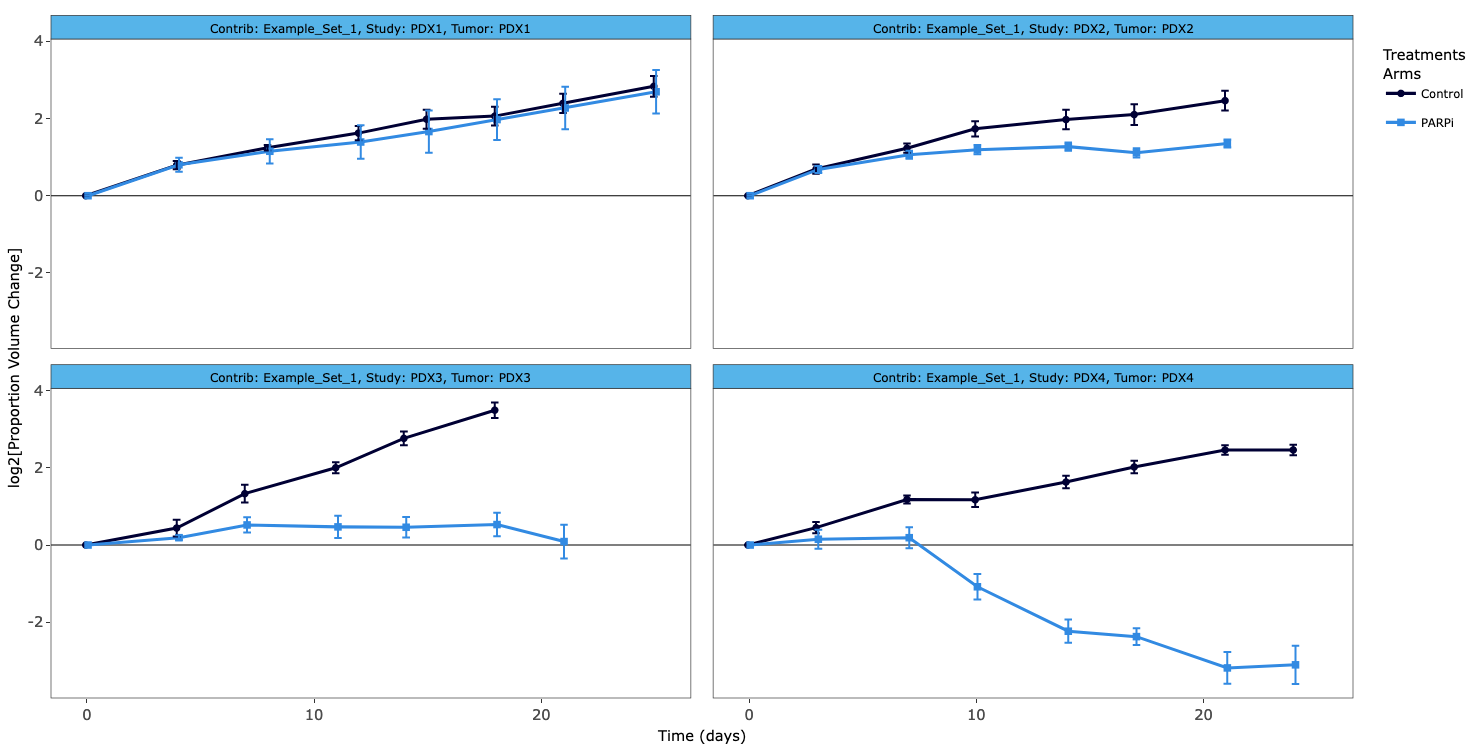 Contrib: Example_Set_1, Study: PDX1, Tumor: PDX1
Contrib: Example_Set_1, Study: PDX2, Tumor: PDX2
4
2
0
-2
Treatments
Arms
Control
PARPi
log2[Proportion Volume Change]
Contrib: Example_Set_1, Study: PDX3, Tumor: PDX3
Contrib: Example_Set_1, Study: PDX4, Tumor: PDX4
4
2
0
-2
0 10 20
0 10 20
Time (days)